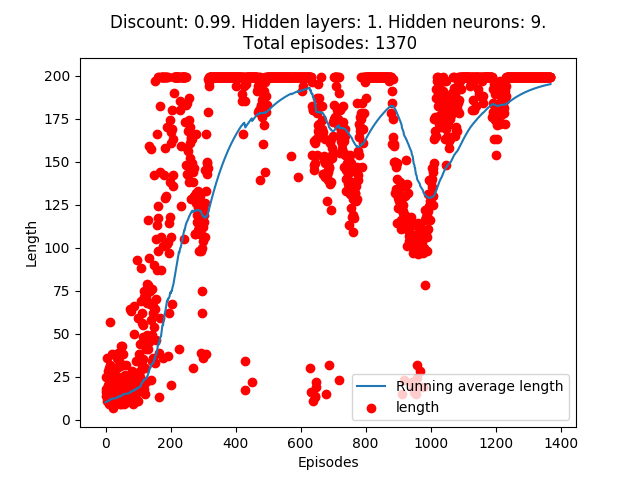 Discount: 0.99. Hidden layers: 1. Hidden neurons: 9.
Total episodes: 1370
200
175
150
125
100
75
50
25
0
Length
Running average length
length
0
200
400
600
800
1000
1200
1400
Episodes